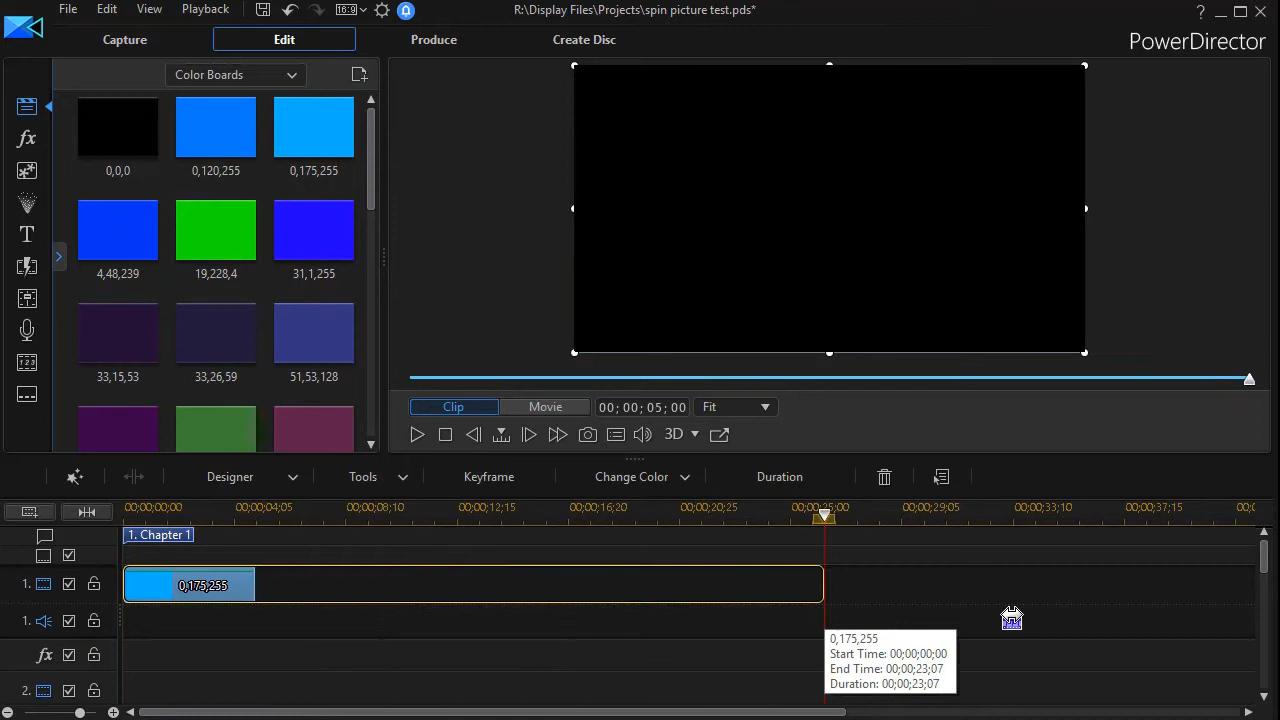 File Edit View Playback 16:9 R:\Display Files\Projects\spin picture test.pds* ?
Capture Edit Produce Create Disc PowerDirector
Color Boards
0,0,0 0,120,255 0,175,255
4,48,239 19,228,4 31,1,255
33,15,53 33,26,59 51,53,128
fx
T
123
Clip Movie 00; 00; 05; 00 Fit
3D
Designer Tools Keyframe Change Color Duration
00;00;00;00 00;00;04;05 00;00;08;10 00;00;12;15 00;00;16;20 00;00;20;25 00;00;25;00 00;00;29;05 00;00;33;10 00;00;37;15
1. Chapter 1
1. 0,175,255
1.
fx
2.
0,175,255
Start Time: 00;00;00;00
End Time: 00;00;23;07
Duration: 00;00;23;07